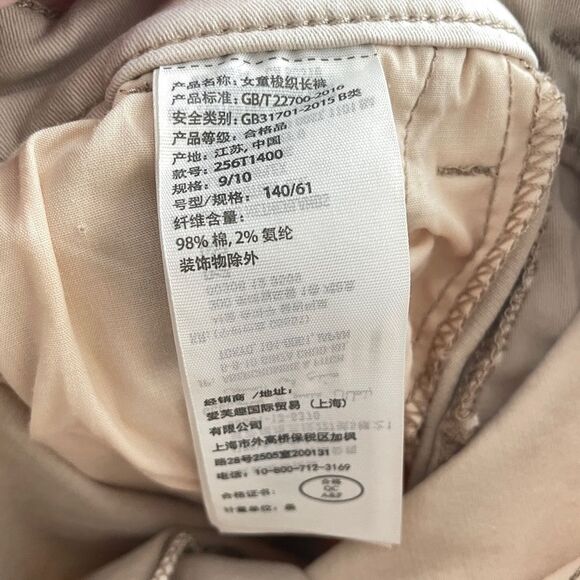 产品名称: 女童梭织长裤
产品标准: GB/T 22700-2016
安全类别: GB31701-2015 B类
产品等级: 合格品
产地: 江苏, 中国
款号: 256T1400
规格: 9/10
号型/规格: 140/61
纤维含量:
98% 棉, 2% 氨纶
装饰物除外
经销商 /地址:
爱芙趣国际贸易 (上海)
有限公司
上海市外高桥保税区加枫
路28号2505室200131
电话: 10-800-712-3169
合格证书:
合格
QC
A&F
计量单位: 条